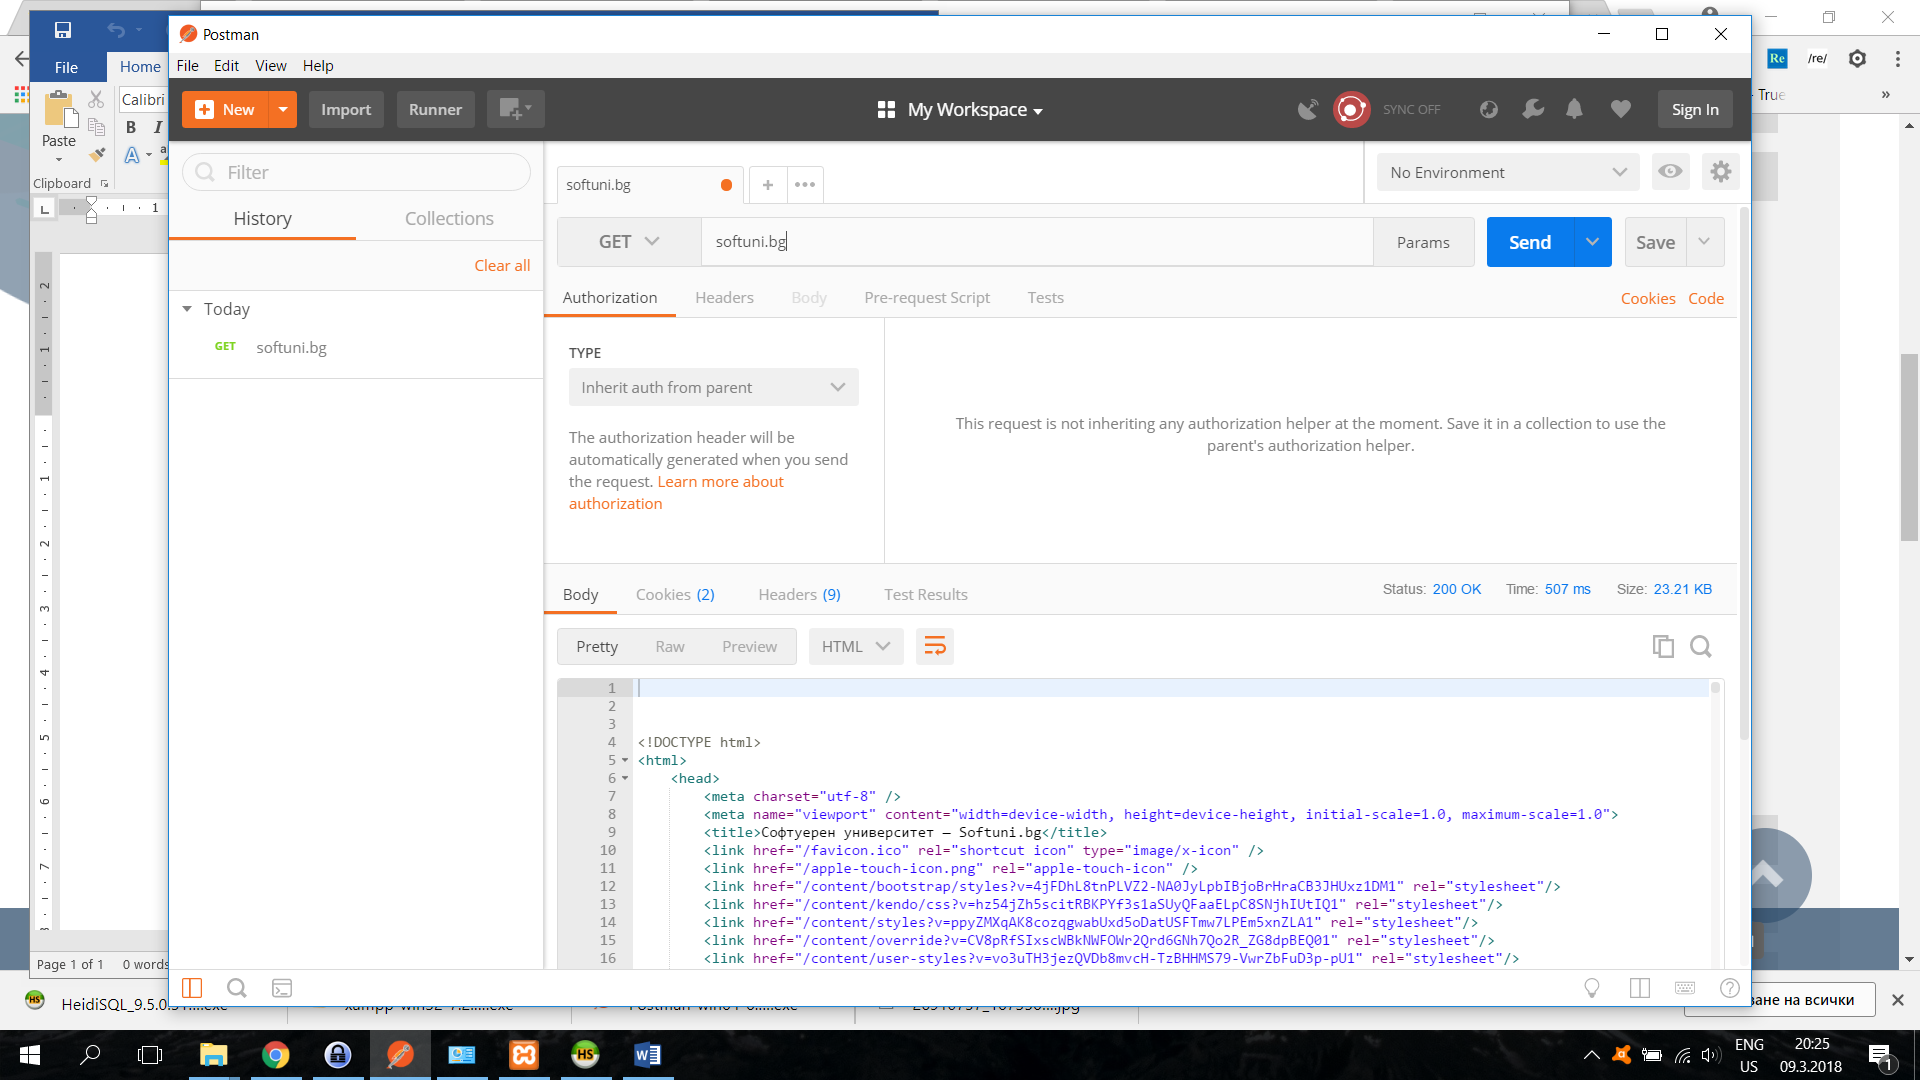 Postman
File Edit View Help
File
Home
Calibri
Paste
Clipboard
1
New
Import
Runner
My Workspace
SYNC OFF
Sign In
Re
/re/
True
»
Filter
History
Collections
Clear all
Today
GET softuni.bg
softuni.bg
No Environment
GET
softuni.bg
Params
Send
Save
Authorization
Headers
Body
Pre-request Script
Tests
Cookies
Code
TYPE
Inherit auth from parent
The authorization header will be
automatically generated when you send
the request. Learn more about
authorization
This request is not inheriting any authorization helper at the moment. Save it in a collection to use the
parent's authorization helper.
Body
Cookies (2)
Headers (9)
Test Results
Status: 200 OK
Time: 507 ms
Size: 23.21 KB
Pretty
Raw
Preview
HTML
1
2
3
4 <!DOCTYPE html>
5 <html>
6 <head>
7 <meta charset="utf-8" />
8 <meta name="viewport" content="width=device-width, height=device-height, initial-scale=1.0, maximum-scale=1.0">
9 <title>Софтуерен университет – Softuni.bg</title>
10 <link href="/favicon.ico" rel="shortcut icon" type="image/x-icon" />
11 <link href="/apple-touch-icon.png" rel="apple-touch-icon" />
12 <link href="/content/bootstrap/styles?v=4jFDhL8tnPLVZ2-NA0JyLpbIBjoBrHraCB3JHUxz1DM1" rel="stylesheet"/>
13 <link href="/content/kendo/css?v=hz54jZh5scitRBKPYf3s1aSUyQFaaELpC8SNjhIUtIQ1" rel="stylesheet"/>
14 <link href="/content/styles?v=ppyZMXqAK8cozqgwabUxd5oDatUSFTmw7LPEm5xnZLA1" rel="stylesheet"/>
15 <link href="/content/override?v=CV8pRfSIxscWBkNWFOWr2Qrd6GNh7Qo2R_ZG8dpBEQ01" rel="stylesheet"/>
16 <link href="/content/user-styles?v=vo3uTH3jezQVDb8mvcH-TzBHHMS79-VwrZbFuD3p-pU1" rel="stylesheet"/>
Page 1 of 1 0 words
HeidiSQL_9.5.0.
ване на всички
ENG
US
20:25
09.3.2018
1